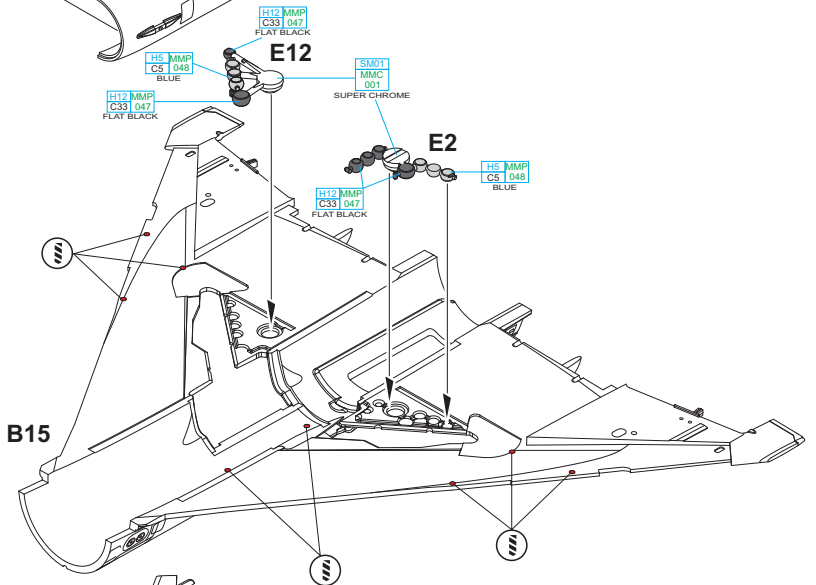 H12 MMP
C33 047
FLAT BLACK
E12
H5 MMP
C5 048
BLUE
SM01
MMC
001
SUPER CHROME
H12 MMP
C33 047
FLAT BLACK
E2
H5 MMP
C5 048
BLUE
H12 MMP
C33 047
FLAT BLACK
B15